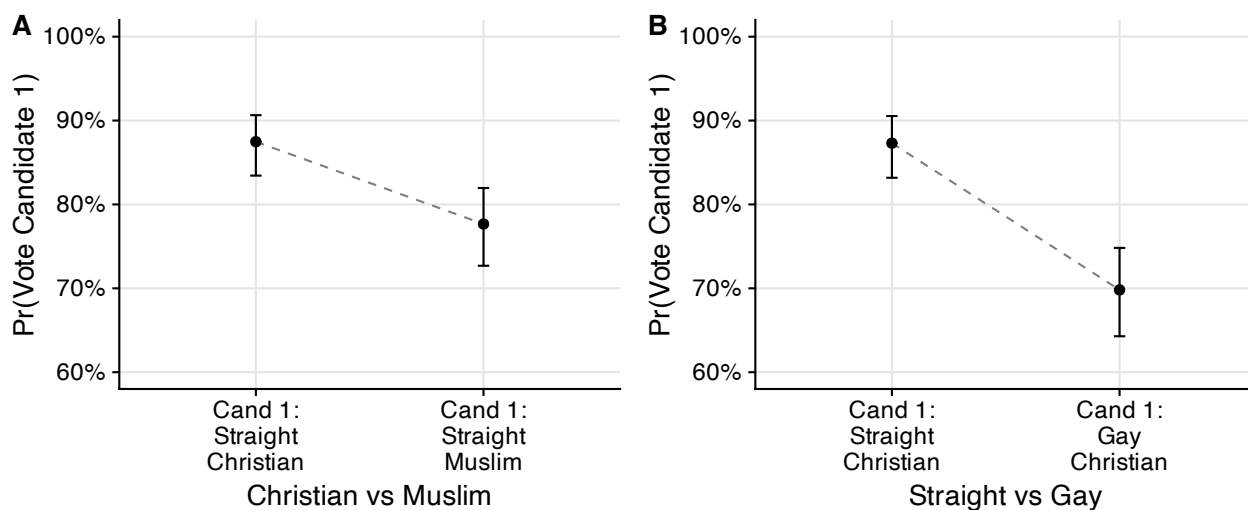 A
Pr(Vote Candidate 1)
100%
90%
80%
70%
60%
Cand 1:
Straight
Christian
Cand 1:
Straight
Muslim
Christian vs Muslim
B
Pr(Vote Candidate 1)
100%
90%
80%
70%
60%
Cand 1:
Straight
Christian
Cand 1:
Gay
Christian
Straight vs Gay